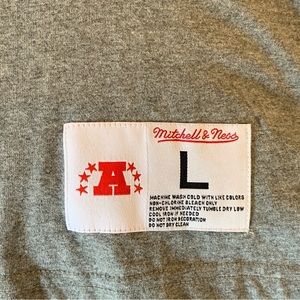 Mitchell & Ness
A
L
MACHINE WASH COLD WITH LIKE COLORS
NON-CHLORINE BLEACH ONLY
REMOVE IMMEDIATELY TUMBLE DRY LOW
COOL IRON IF NEEDED
DO NOT IRON DECORATION
DO NOT DRY CLEAN